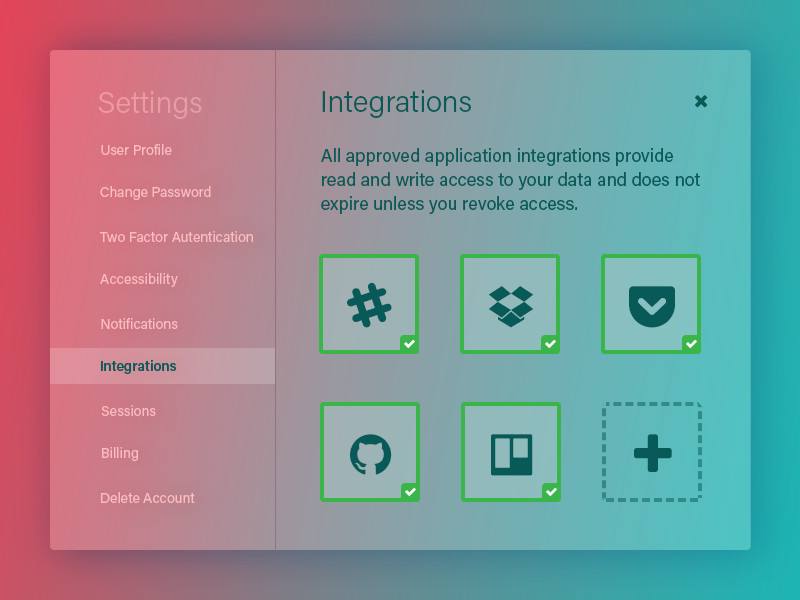 Settings
User Profile
Change Password
Two Factor Autentication
Accessibility
Notifications
Integrations
Sessions
Billing
Delete Account
Integrations
All approved application integrations provide
read and write access to your data and does not
expire unless you revoke access.